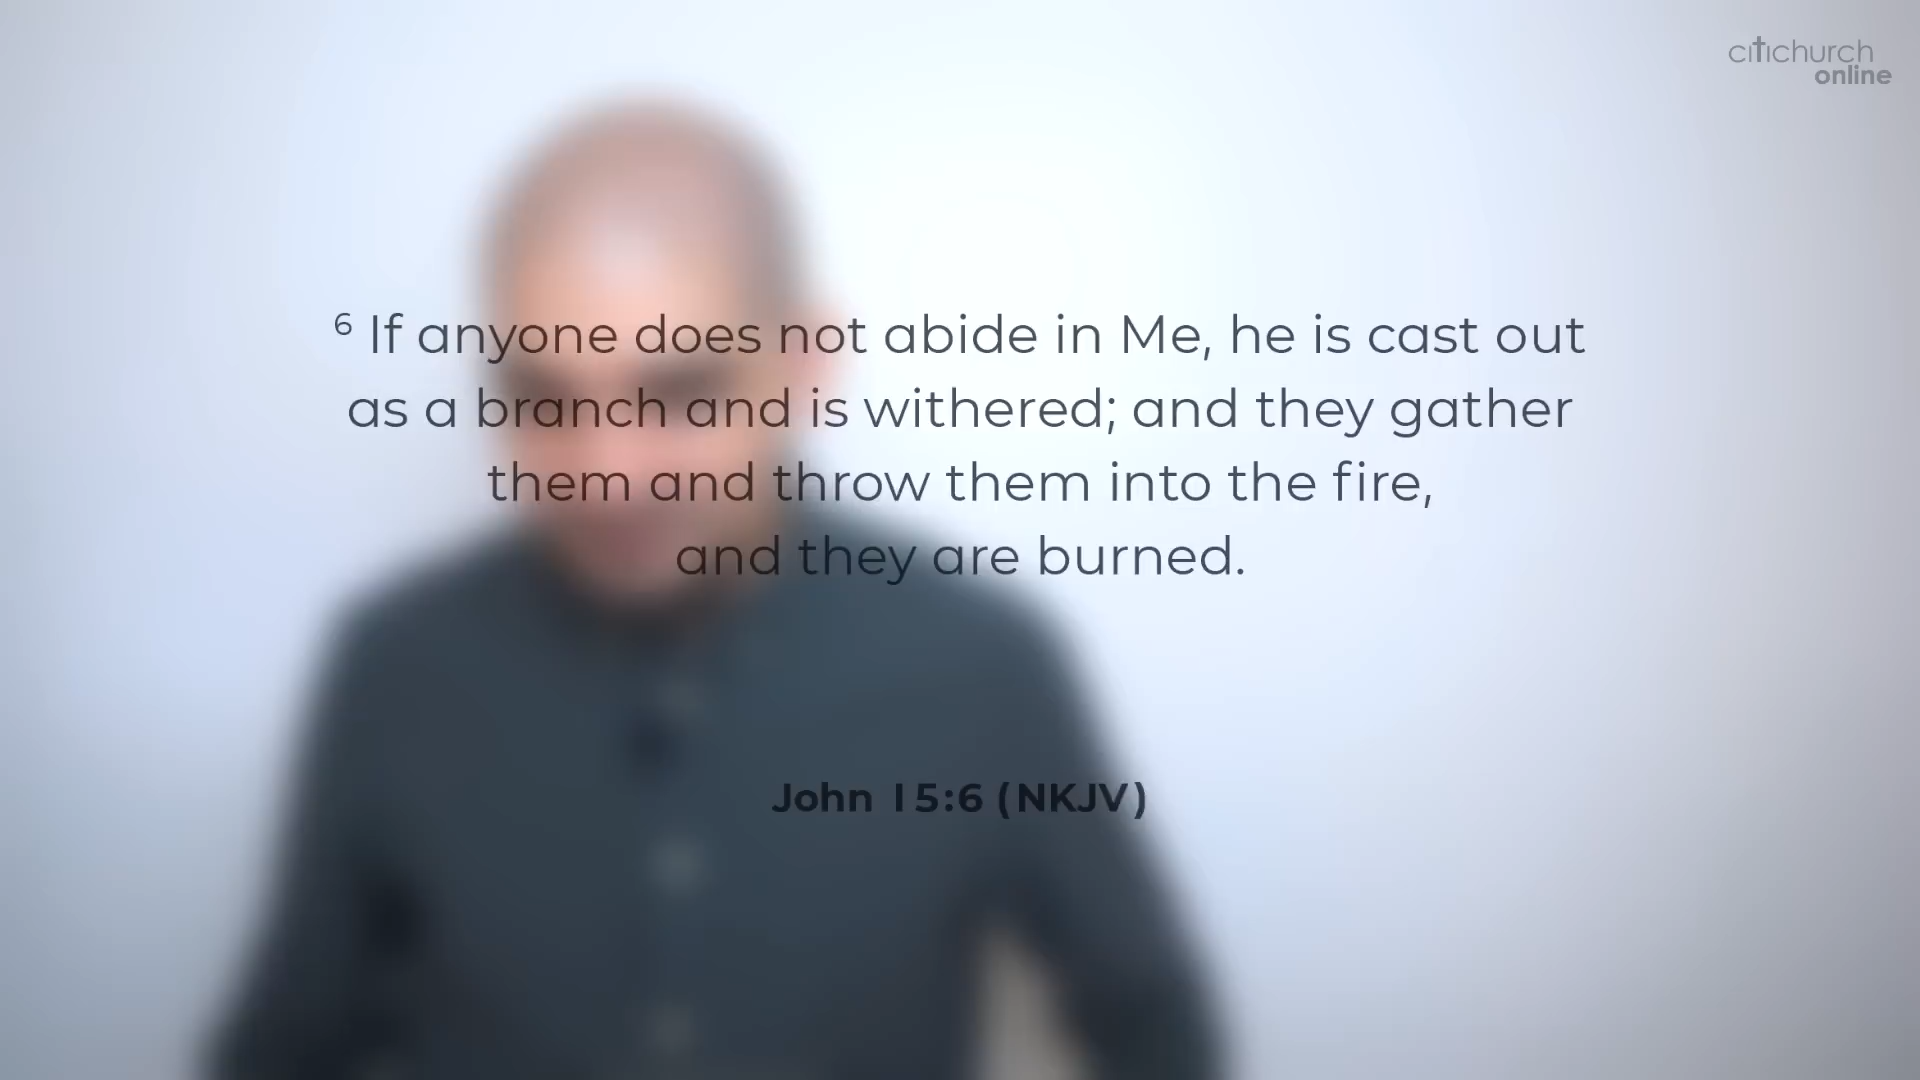 citichurch
online
⁶ If anyone does not abide in Me, he is cast out
as a branch and is withered; and they gather
them and throw them into the fire,
and they are burned.
John 15:6 (NKJV)